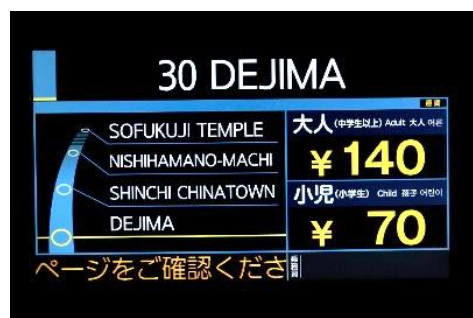 30 DEJIMA
運賃
SOFUKUJI TEMPLE
NISHIHAMANO-MACHI
SHINCHI CHINATOWN
DEJIMA
大人(中学生以上) Adult 大人 어른
¥140
小児(小学生) Child 孩子 어린이
¥ 70
ページをご確認くださ